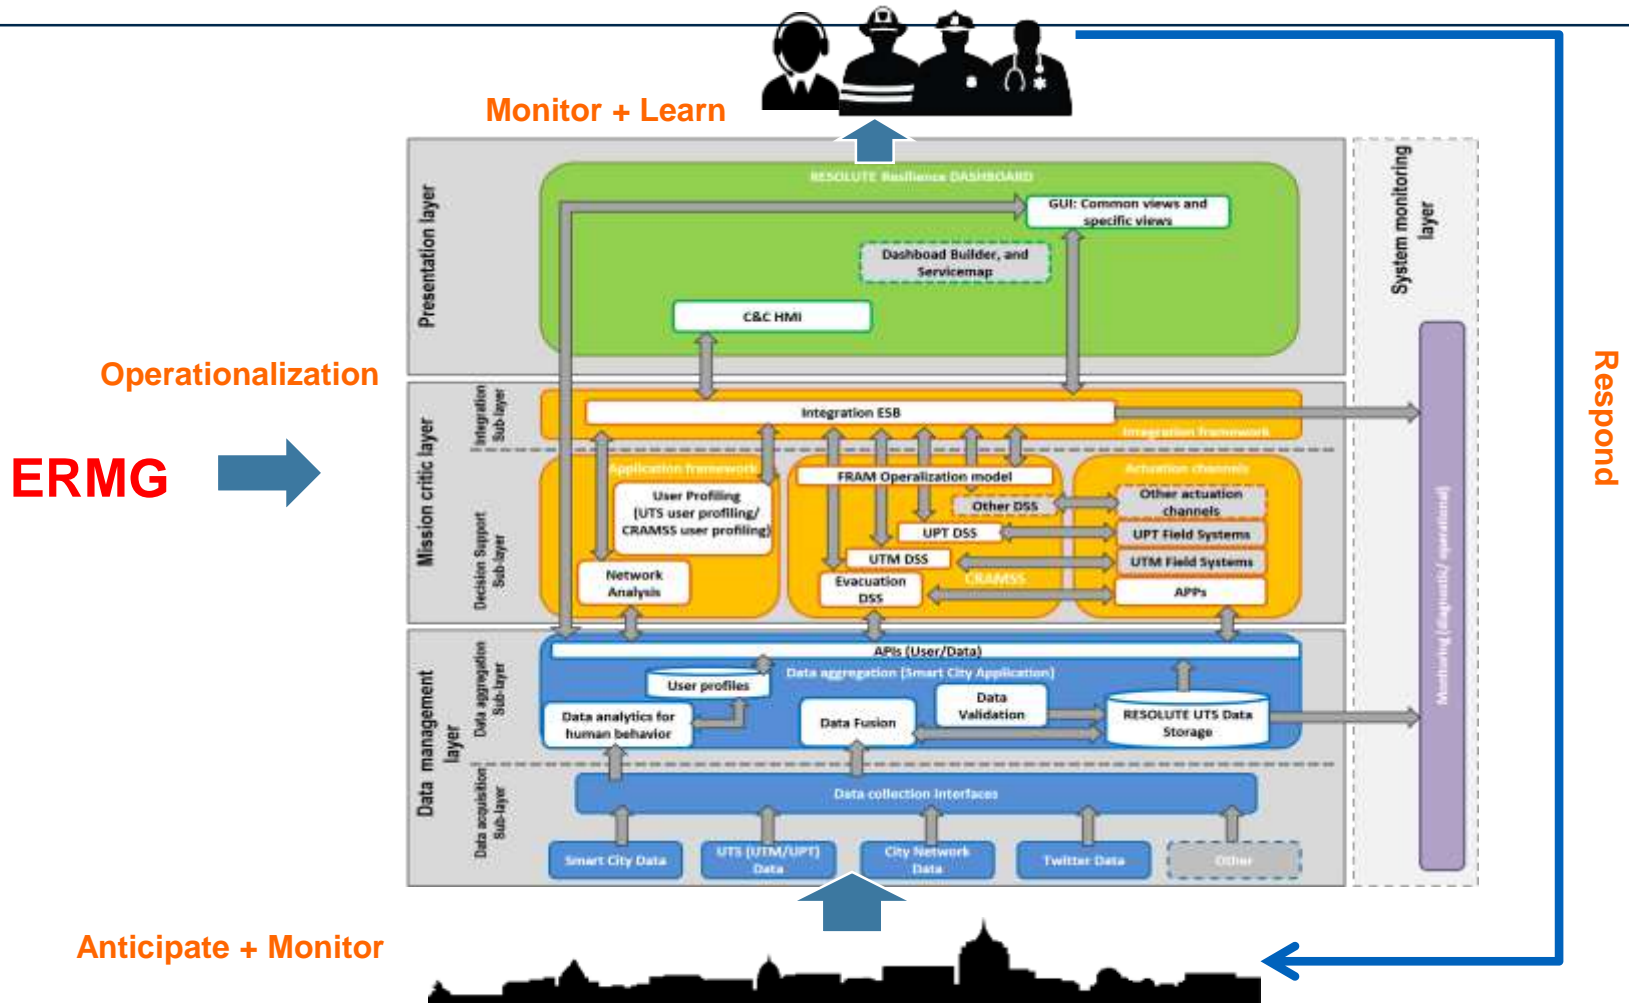 Monitor + Learn
RESOLUTE Resilience DASHBOARD
GUI: Common views and
specific views
Dashboad Builder, and
Servicemap
C&C HMI
Presentation layer
System monitoring
layer
Operationalization
ERMG
Respond
Mission critic layer
Integration
Sub-layer
Integration ESB
Integration framework
Decision Support
Sub-layer
Application framework
User Profiling
(UTS user profiling/
CRAMSS user profiling)
Network
Analysis
FRAM Operalization model
Other DSS
UPT DSS
UTM DSS
Evacuation
DSS
CRAMSS
Actuation channels
Other actuation
channels
UPT Field Systems
UTM Field Systems
APPs
Monitoring (diagnostic/ operational)
Data management
layer
Data aggregation
Sub-layer
APIs (User/Data)
Data aggregation (Smart City Application)
User profiles
Data analytics for
human behavior
Data Fusion
Data
Validation
RESOLUTE UTS Data
Storage
Data acquisition
Sub-layer
Data collection Interfaces
Smart City Data
UTS (UTM/UPT)
Data
City Network
Data
Twitter Data
Other
Anticipate + Monitor